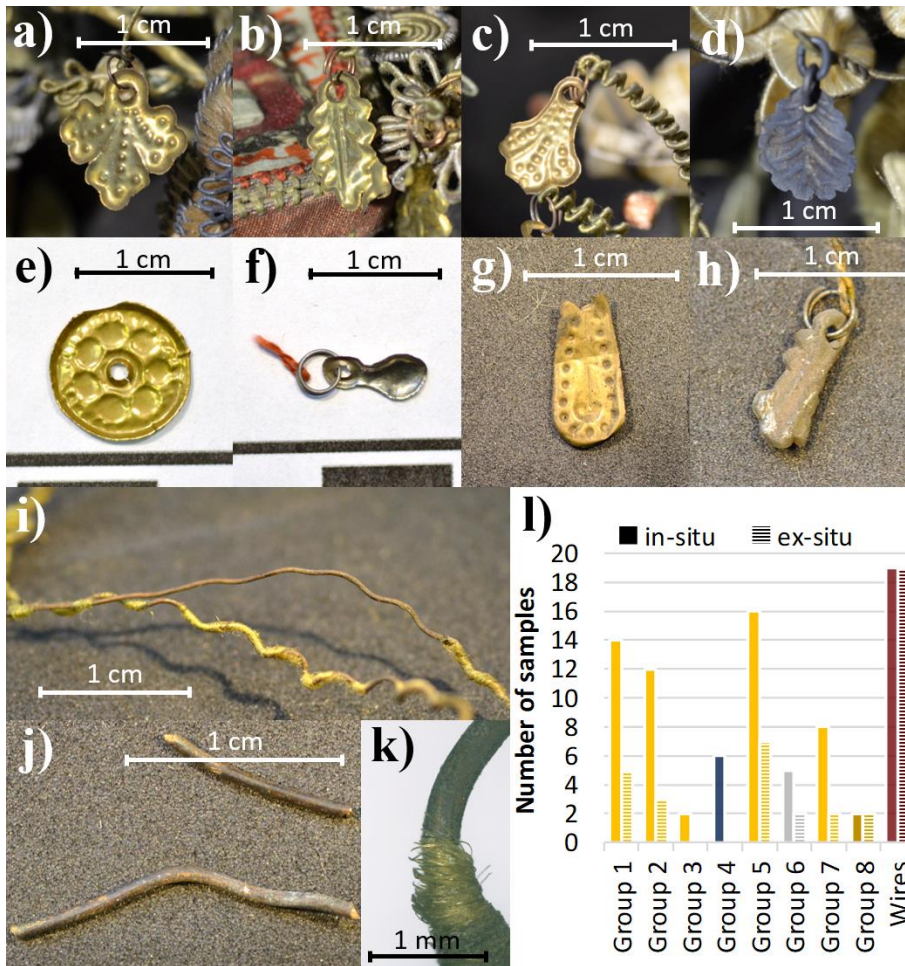 a)
1 cm
b)
1 cm
c)
1 cm
d)
1 cm
e)
1 cm
f)
1 cm
g)
1 cm
h)
1 cm
i)
1 cm
j)
1 cm
k)
1 mm
l)
in-situ
ex-situ
Number of samples
20
18
16
14
12
10
8
6
4
2
0
Group 1
Group 2
Group 3
Group 4
Group 5
Group 6
Group 7
Group 8
Wires